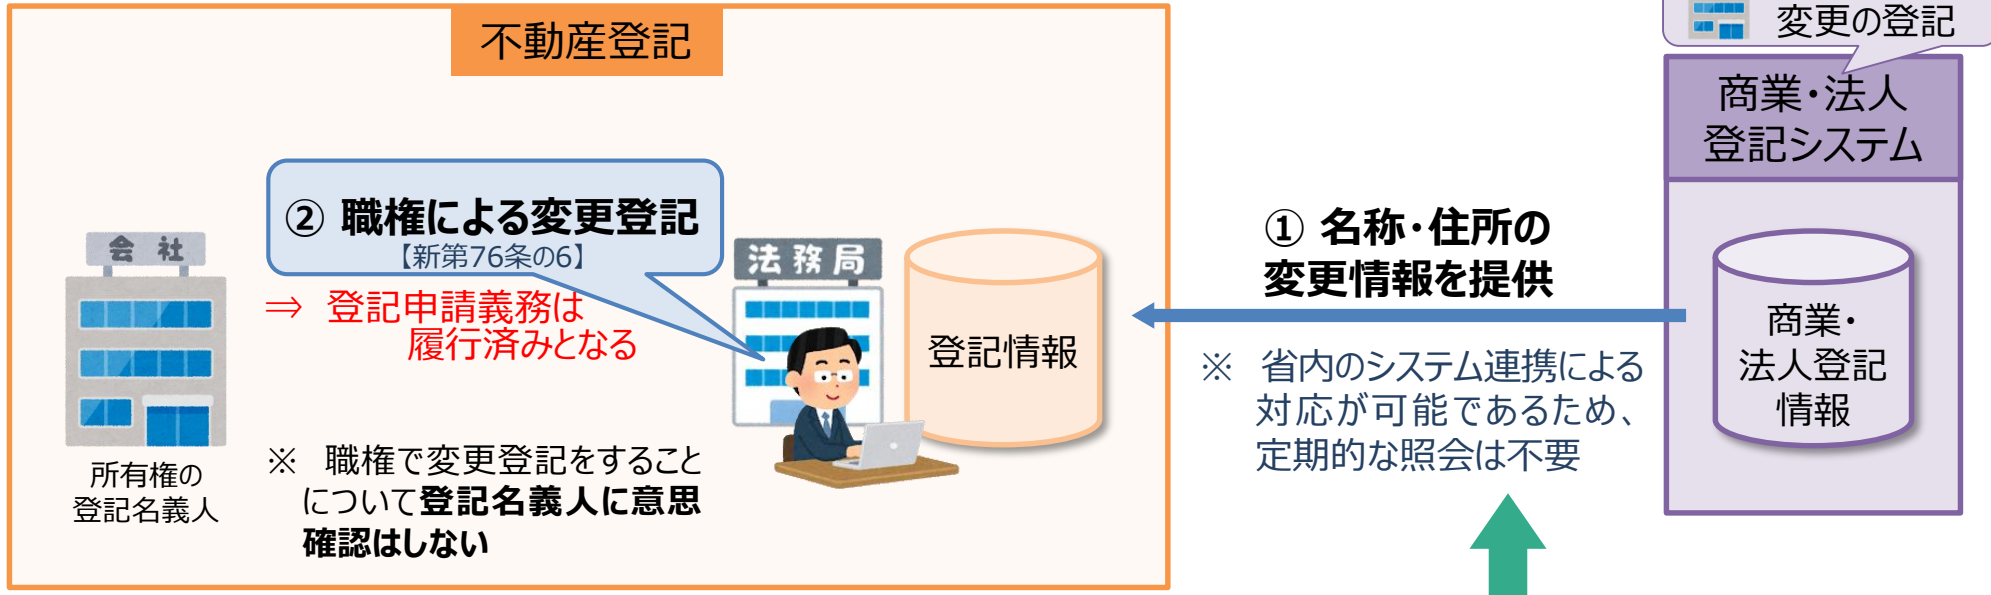 不動産登記
変更の登記
商業・法人
登記システム
② 職権による変更登記
【新第76条の6】
会 社
法務局
① 名称・住所の
変更情報を提供
⇒ 登記申請義務は
履行済みとなる
登記情報
商業・
法人登記
情報
※ 省内のシステム連携による
対応が可能であるため、
定期的な照会は不要
所有権の
登記名義人
※ 職権で変更登記をすること
について登記名義人に意思
確認はしない